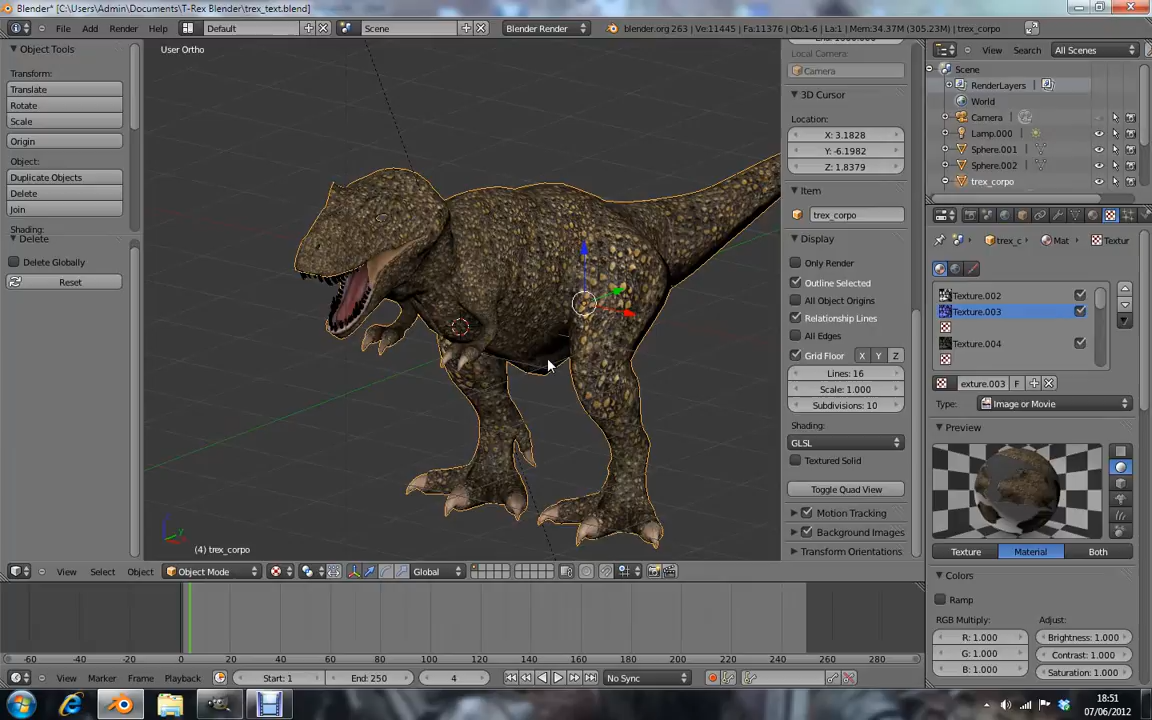 Blender* [C:\Users\Admin\Documents\T-Rex Blender\trex_text.blend]
File Add Render Help Default Scene Blender Render blender.org 263 | Ve:11445 | Fa:11376 | Ob:1-6 | La:1 | Mem:34.37M (305.23M) | trex_corpo
Object Tools
Transform:
Translate
Rotate
Scale
Origin
Object:
Duplicate Objects
Delete
Join
Shading:
Delete
Delete Globally
Reset
User Ortho
(4) trex_corpo
Local Camera:
Camera
3D Cursor
Location:
X: 3.1828
Y: -6.1982
Z: 1.8379
Item
trex_corpo
Display
Only Render
Outline Selected
All Object Origins
Relationship Lines
All Edges
Grid Floor X Y Z
Lines: 16
Scale: 1.000
Subdivisions: 10
Shading:
GLSL
Textured Solid
Toggle Quad View
Motion Tracking
Background Images
Transform Orientations
View Search All Scenes
Scene
RenderLayers
World
Camera
Lamp.000
Sphere.001
Sphere.002
trex_corpo
trex_c Mat Textur
Texture.002
Texture.003
Texture.004
exture.003 F
Type: Image or Movie
Preview
Texture Material Both
Colors
Ramp
RGB Multiply: Adjust:
R: 1.000 Brightness: 1.000
G: 1.000 Contrast: 1.000
B: 1.000 Saturation: 1.000
View Select Object Object Mode Global
-60 -40 -20 0 20 40 60 80 100 120 140 160 180 200 220 240 260 280
View Marker Frame Playback Start: 1 End: 250 4 No Sync
18:51
07/06/2012